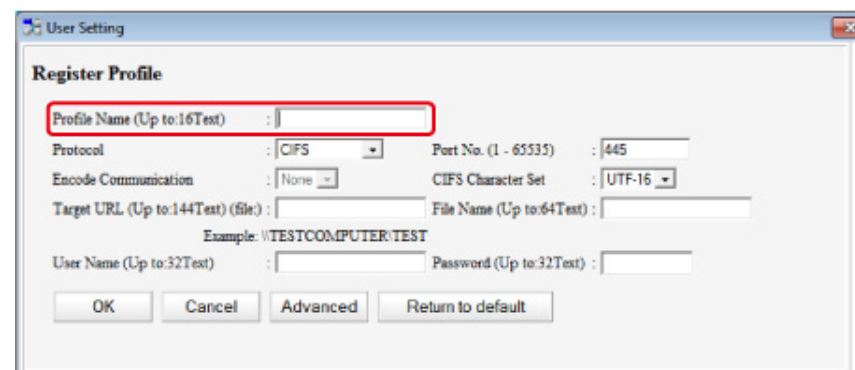 User Setting
Register Profile
Profile Name (Up to:16Text) :
Protocol : CIFS Port No. (1 - 65535) : 445
Encode Communication : None CIFS Character Set : UTF-16
Target URL (Up to:144Text) (file:) : File Name (Up to:64Text) :
Example: \\TESTCOMPUTER\TEST
User Name (Up to:32Text) : Password (Up to:32Text) :
OK Cancel Advanced Return to default